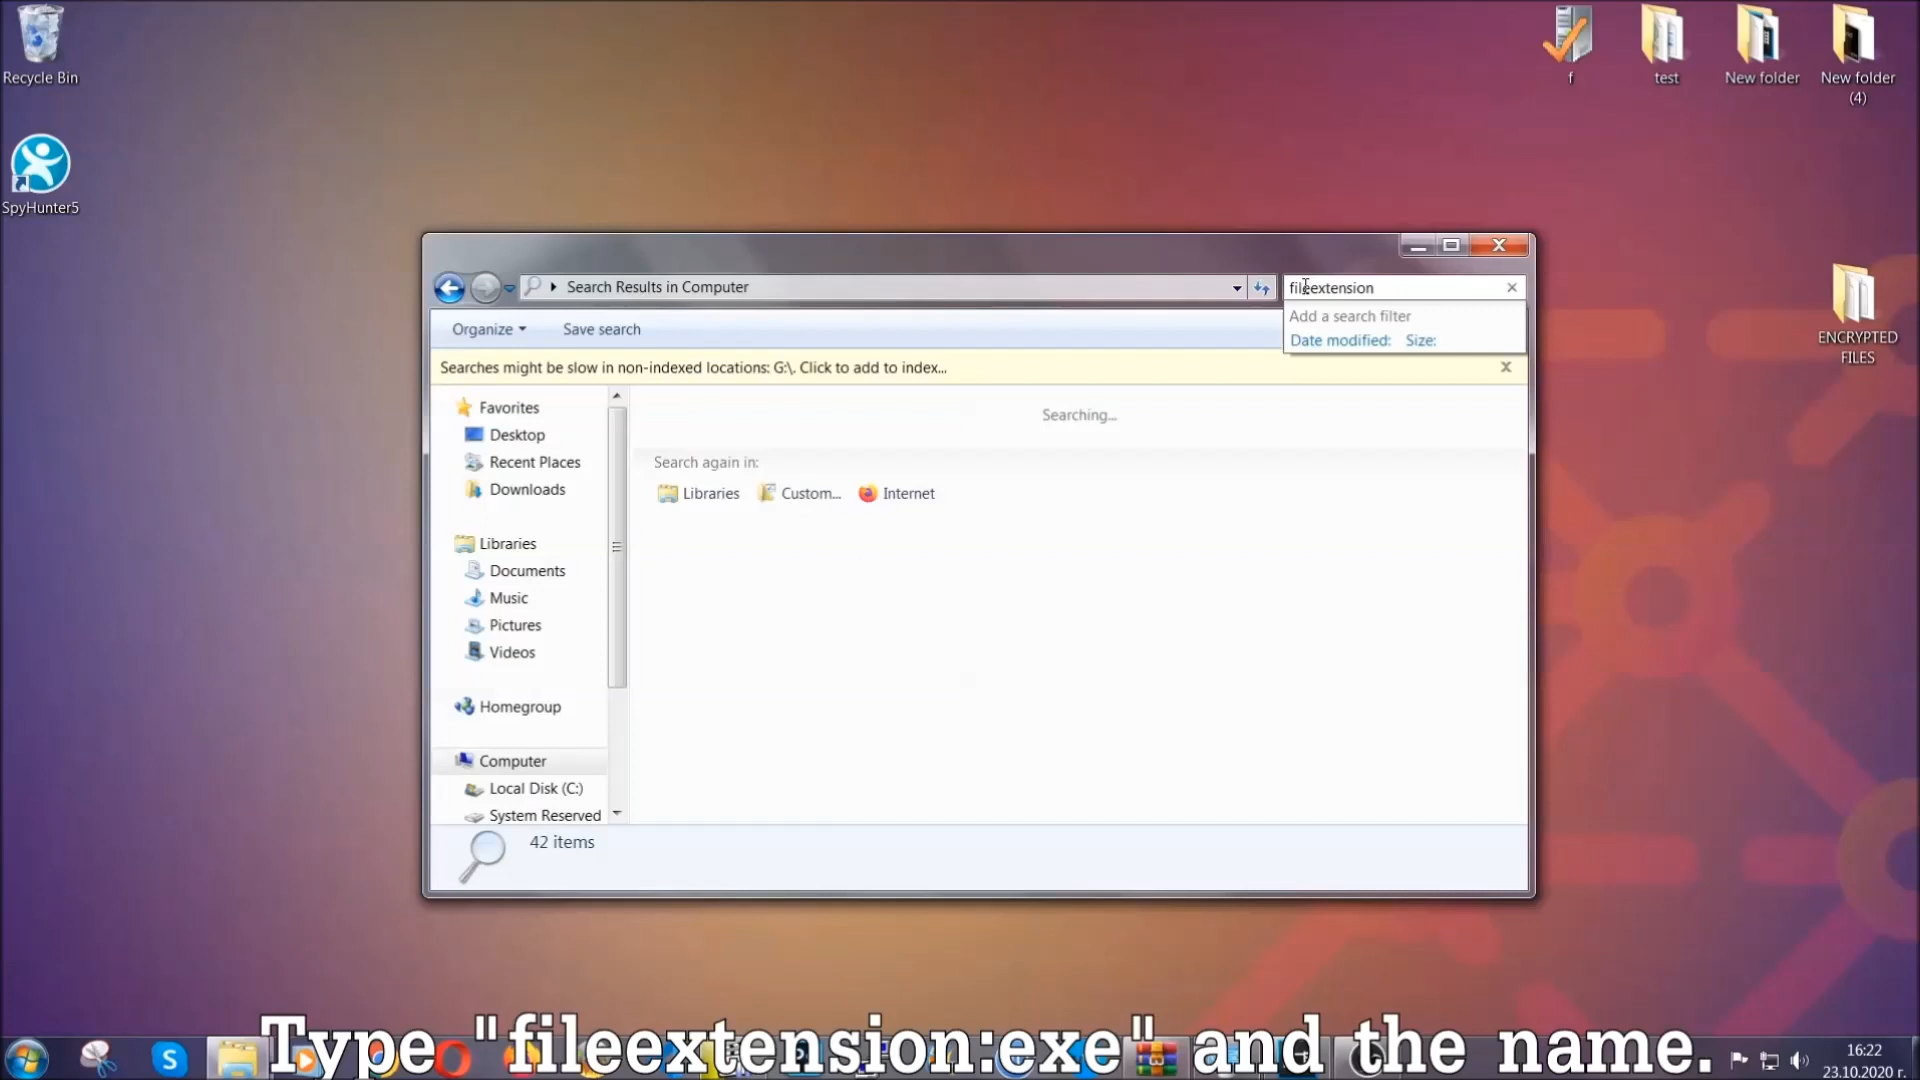 Recycle Bin
SpyHunter5
f
test
New folder
New folder
(4)
ENCRYPTED
FILES
Search Results in Computer
fileextension
Add a search filter
Date modified: Size:
Organize
Save search
Searches might be slow in non-indexed locations: G:\. Click to add to index...
Favorites
Desktop
Recent Places
Downloads
Libraries
Documents
Music
Pictures
Videos
Homegroup
Computer
Local Disk (C:)
System Reserved
Searching...
Search again in:
Libraries
Custom...
Internet
42 items
Type "fileextension:exe" and the name.
16:22
23.10.2020 г.